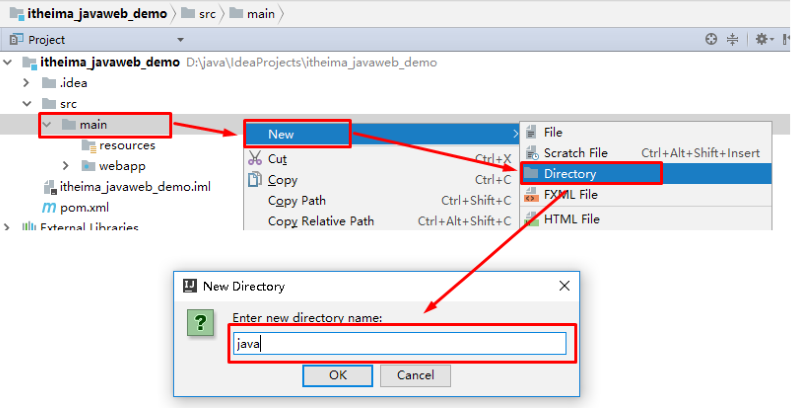 itheima_javaweb_demo src main
Project
itheima_javaweb_demo D:\java\IdeaProjects\itheima_javaweb_demo
.idea
src
main
resources
webapp
itheima_javaweb_demo.iml
pom.xml
External Libraries
New
Cut Ctrl+X
Copy Ctrl+C
Copy Path Ctrl+Shift+C
Copy Relative Path Ctrl+Alt+Shift+C
File
Scratch File Ctrl+Alt+Shift+Insert
Directory
FXML File
HTML File
New Directory
Enter new directory name:
java
OK Cancel